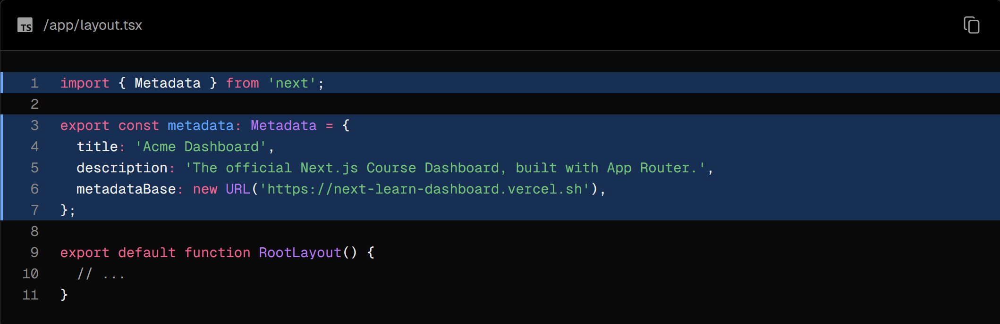 TS /app/layout.tsx
1 import { Metadata } from 'next';
2
3 export const metadata: Metadata = {
4   title: 'Acme Dashboard',
5   description: 'The official Next.js Course Dashboard, built with App Router.',
6   metadataBase: new URL('https://next-learn-dashboard.vercel.sh'),
7 };
8
9 export default function RootLayout() {
10   // ...
11 }